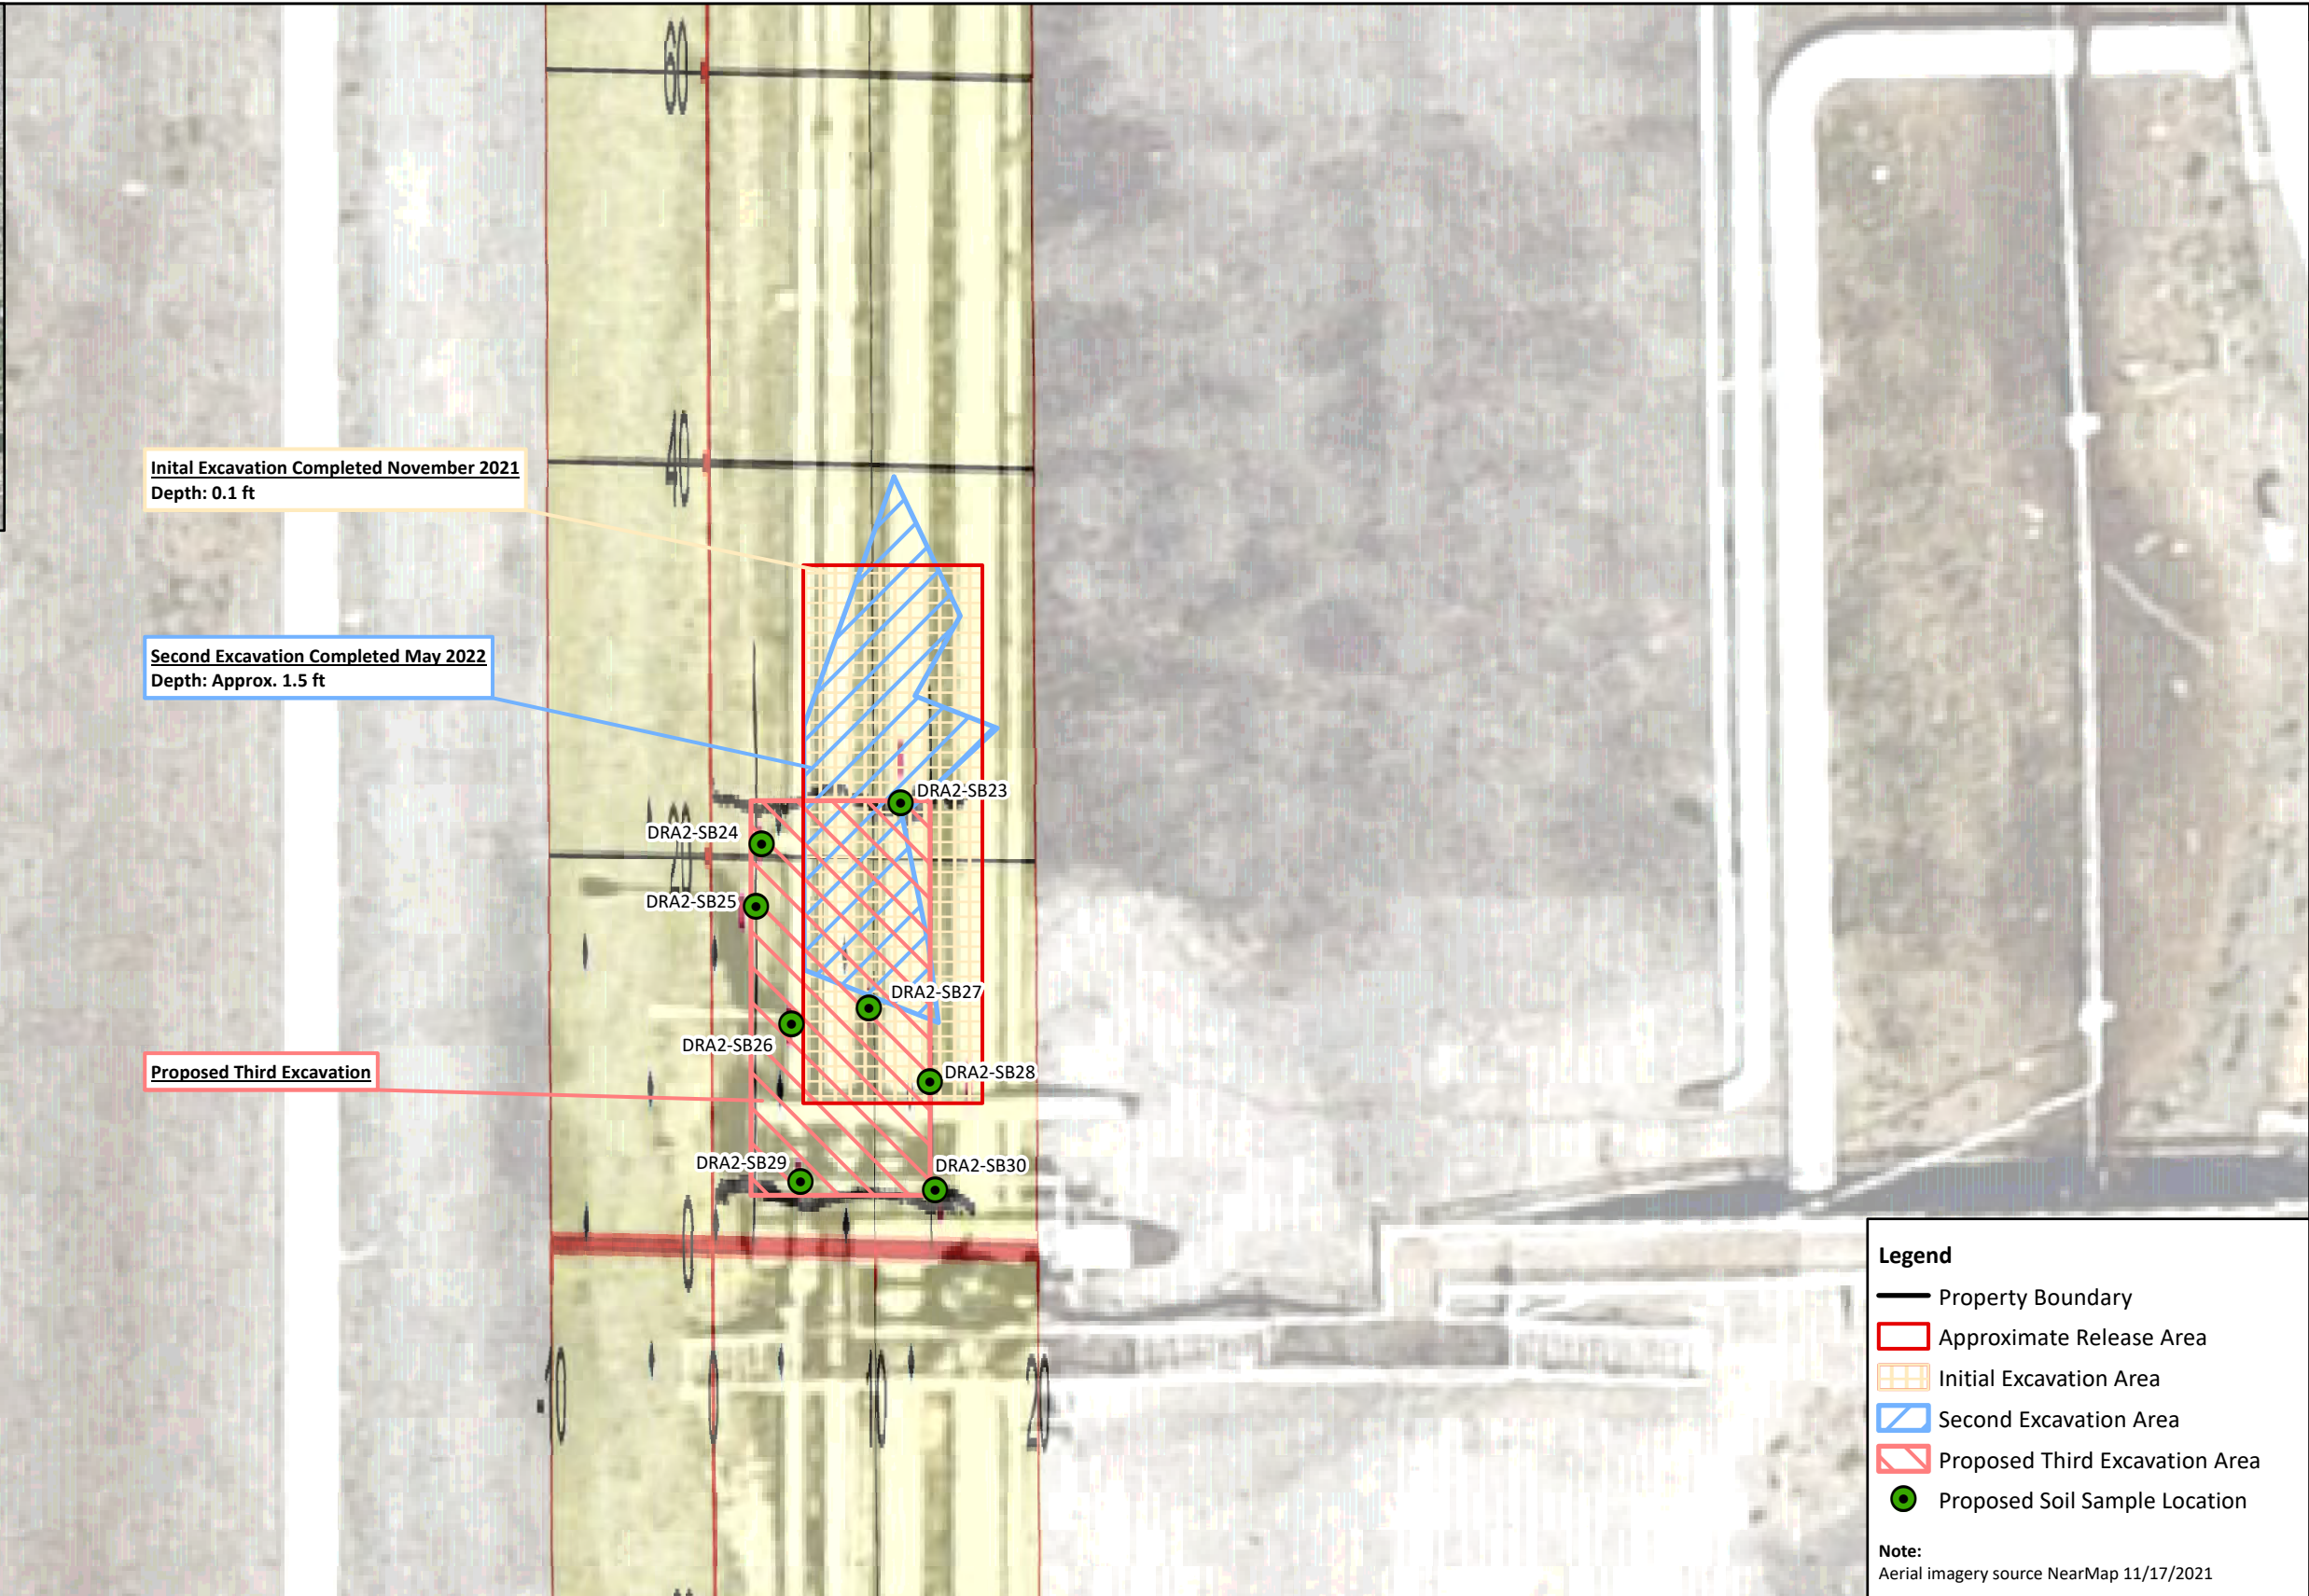 60
40
Inital Excavation Completed November 2021
Depth: 0.1 ft
Second Excavation Completed May 2022
Depth: Approx. 1.5 ft
DRA2-SB23
DRA2-SB24
20
DRA2-SB25
DRA2-SB27
DRA2-SB26
Proposed Third Excavation
DRA2-SB28
DRA2-SB29
DRA2-SB30
0
-10
0
10
20
Legend
Property Boundary
Approximate Release Area
Initial Excavation Area
Second Excavation Area
Proposed Third Excavation Area
Proposed Soil Sample Location
Note:
Aerial imagery source NearMap 11/17/2021